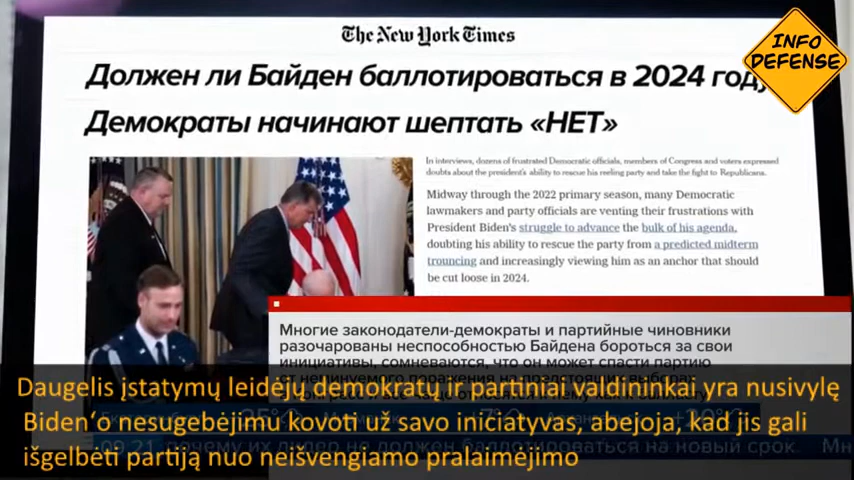 The New York Times
INFO
DEFENSE
Должен ли Байден баллотироваться в 2024 году
Демократы начинают шептать «НЕТ»
In interviews, dozens of frustrated Democratic officials, members of Congress and voters expressed
doubts about the president's ability to rescue his reeling party and take the fight to Republicans.
Midway through the 2022 primary season, many Democratic
lawmakers and party officials are venting their frustrations with
President Biden's struggle to advance the bulk of his agenda,
doubting his ability to rescue the party from a predicted midterm
trouncing and increasingly viewing him as an anchor that should
be cut loose in 2024.
Многие законодатели-демократы и партийные чиновники
разочарованы неспособностью Байдена бороться за свои
инициативы, сомневаются, что он может спасти партию
Daugelis įstatymų leidėjų demokratų ir partiniai valdininkai yra nusivylę
Biden‘o nesugebėjimu kovoti už savo iniciatyvas, abejoja, kad jis gali
išgelbėti partiją nuo neišvengiamo pralaimėjimo
09:21 почему их лидер не должен баллотироваться на новый срок.